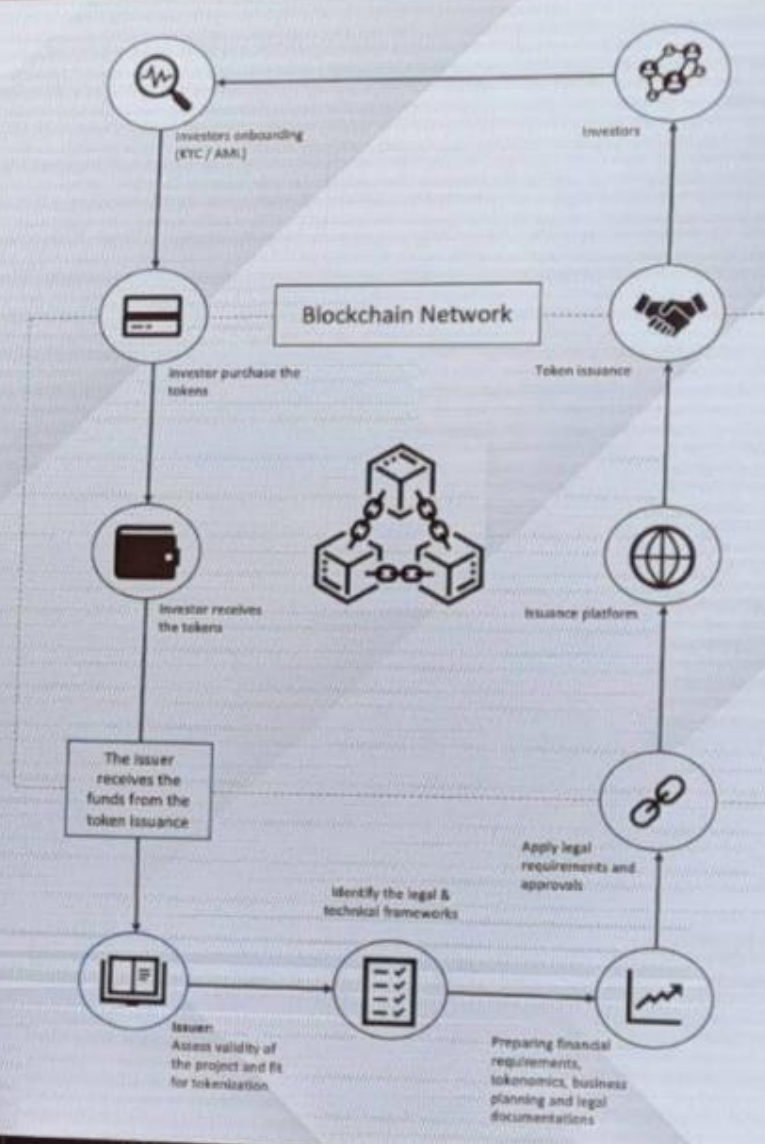 Investors onboarding
(KYC / AML)
Investors
Blockchain Network
Investor purchase the
tokens
Token issuance
Investor receives
the tokens
Issuance platform
The issuer
receives the
funds from the
token issuance
Apply legal
requirements and
approvals
Identify the legal &
technical frameworks
Issuer:
Assess validity of
the project and fit
for tokenization
Preparing financial
requirements,
tokonomics, business
planning and legal
documentations